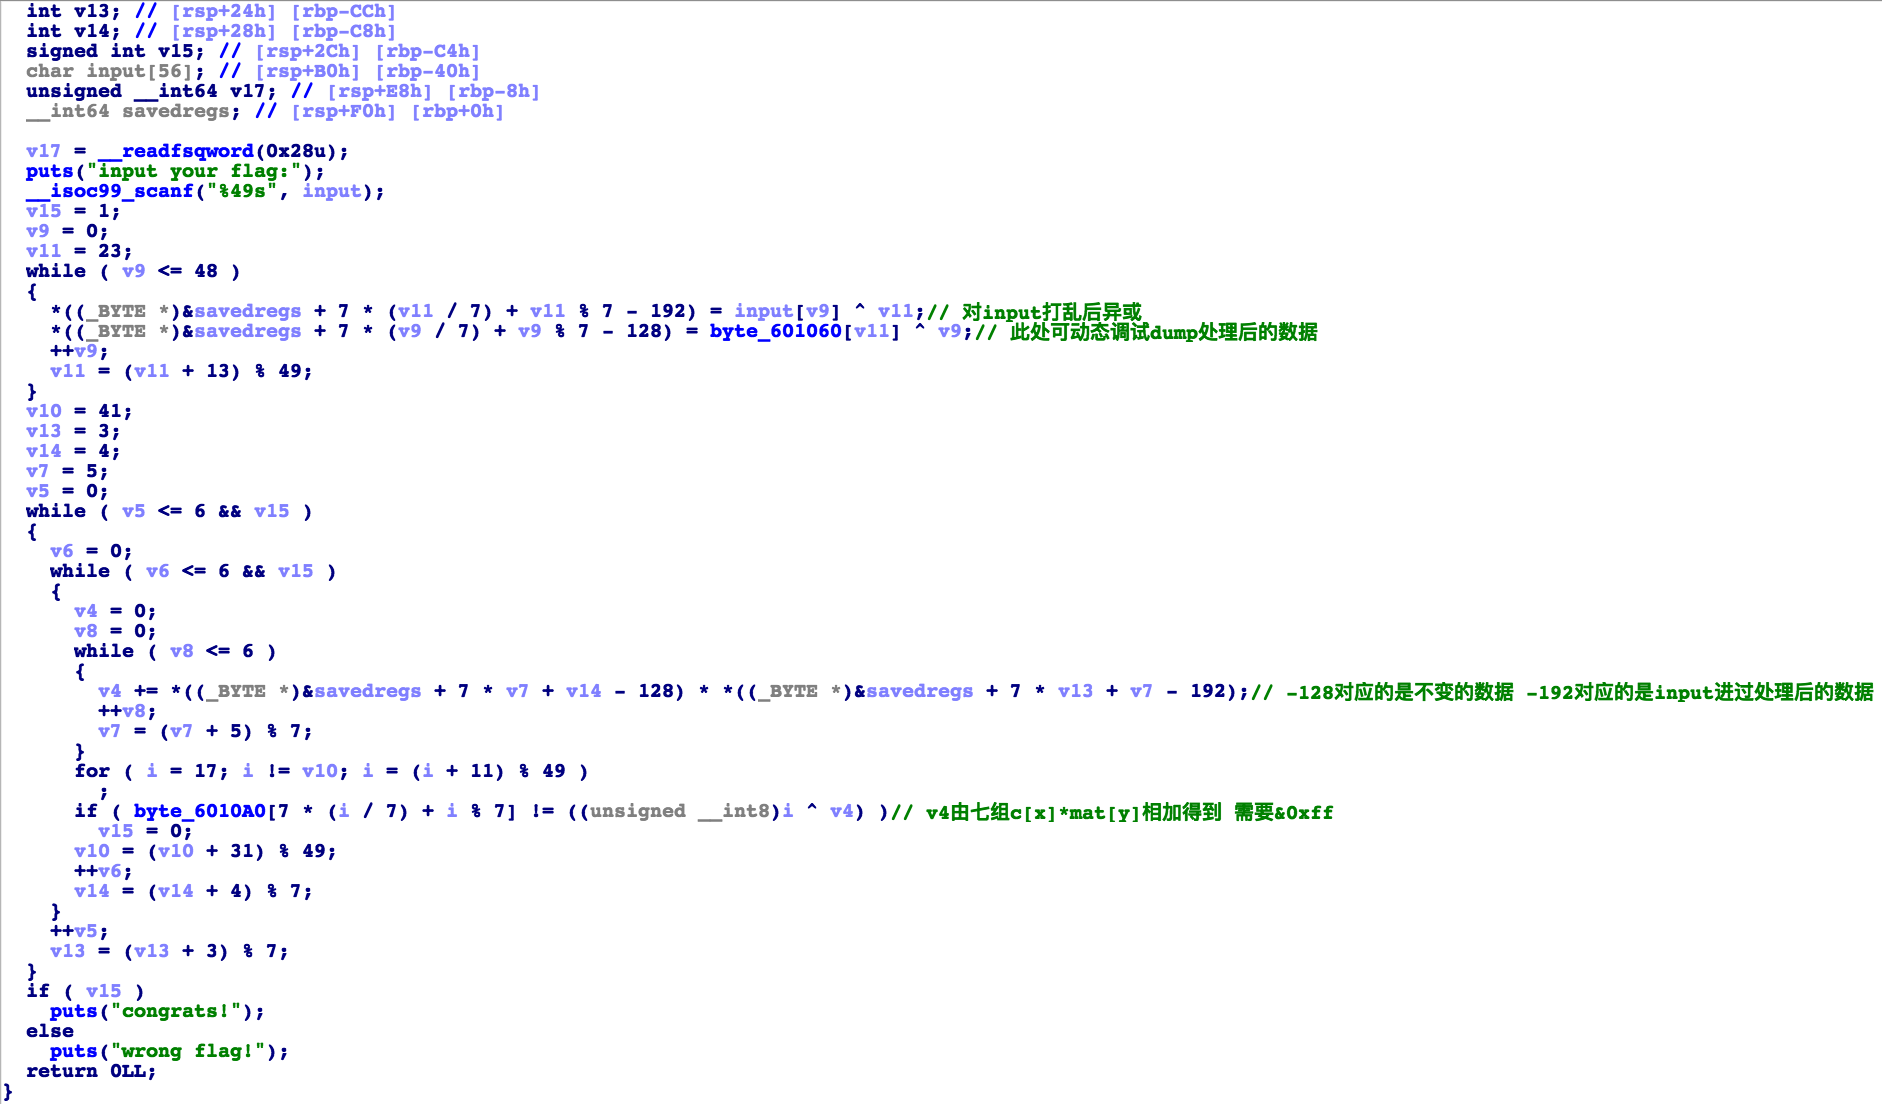 int v13; // [rsp+24h] [rbp-CCh]
int v14; // [rsp+28h] [rbp-C8h]
signed int v15; // [rsp+2Ch] [rbp-C4h]
char input[56]; // [rsp+B0h] [rbp-40h]
unsigned __int64 v17; // [rsp+E8h] [rbp-8h]
__int64 savedregs; // [rsp+F0h] [rbp+0h]

v17 = __readfsqword(0x28u);
puts("input your flag:");
__isoc99_scanf("%49s", input);
v15 = 1;
v9 = 0;
v11 = 23;
while ( v9 <= 48 )
{
*((_BYTE *)&savedregs + 7 * (v11 / 7) + v11 % 7 - 192) = input[v9] ^ v11;// 对input打乱后异或
*((_BYTE *)&savedregs + 7 * (v9 / 7) + v9 % 7 - 128) = byte_601060[v11] ^ v9;// 此处可动态调试dump处理后的数据
++v9;
v11 = (v11 + 13) % 49;
}
v10 = 41;
v13 = 3;
v14 = 4;
v7 = 5;
v5 = 0;
while ( v5 <= 6 && v15 )
{
v6 = 0;
while ( v6 <= 6 && v15 )
{
v4 = 0;
v8 = 0;
while ( v8 <= 6 )
{
v4 += *((_BYTE *)&savedregs + 7 * v7 + v14 - 128) * *((_BYTE *)&savedregs + 7 * v13 + v7 - 192);// -128对应的是不变的数据 -192对应的是input进过处理后的数据
++v8;
v7 = (v7 + 5) % 7;
}
for ( i = 17; i != v10; i = (i + 11) % 49 )
;
if ( byte_6010A0[7 * (i / 7) + i % 7] != ((unsigned __int8)i ^ v4) )// v4由七组c[x]*mat[y]相加得到 需要&0xff
v15 = 0;
v10 = (v10 + 31) % 49;
++v6;
v14 = (v14 + 4) % 7;
}
++v5;
v13 = (v13 + 3) % 7;
}
if ( v15 )
puts("congrats!");
else
puts("wrong flag!");
return 0LL;
}